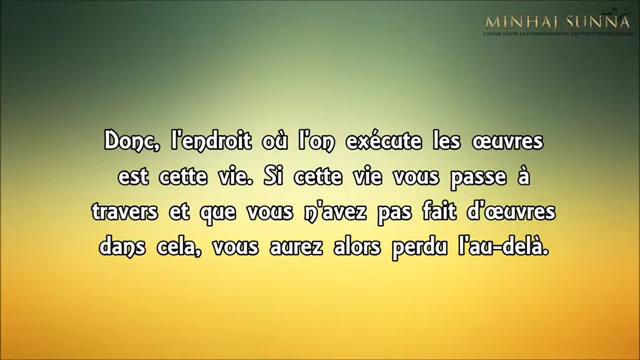 MINHAJ SUNNA
Donc, l'endroit où l'on exécute les œuvres
est cette vie. Si cette vie vous passe à
travers et que vous n'avez pas fait d'œuvres
dans cela, vous aurez alors perdu l'au-delà.